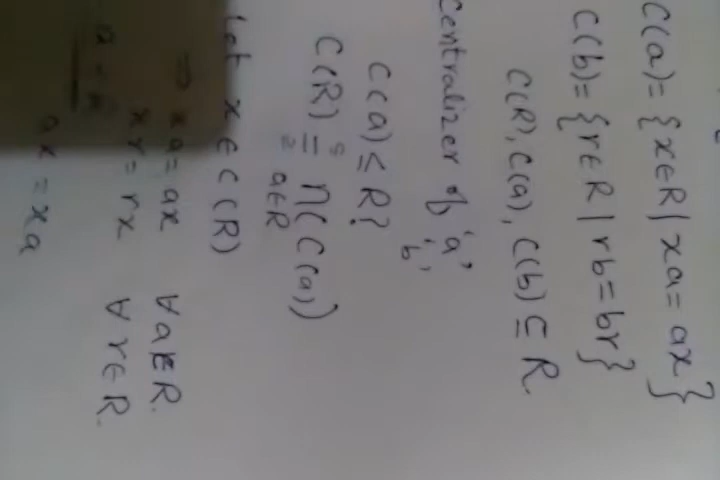 C(a) = {x∈R | xa = ax}
C(b) = {r∈R | rb = br}
C(R), C(a), C(b) ⊆ R.
Centralizer of 'a', 'b',
C(a) ≤ R?
C(R) = ∩ (C(a))
a∈R
Let x ∈ C(R)
⇒ xa = ax ∀ a∈R.
xr = rx ∀ r∈R.
ax = xa